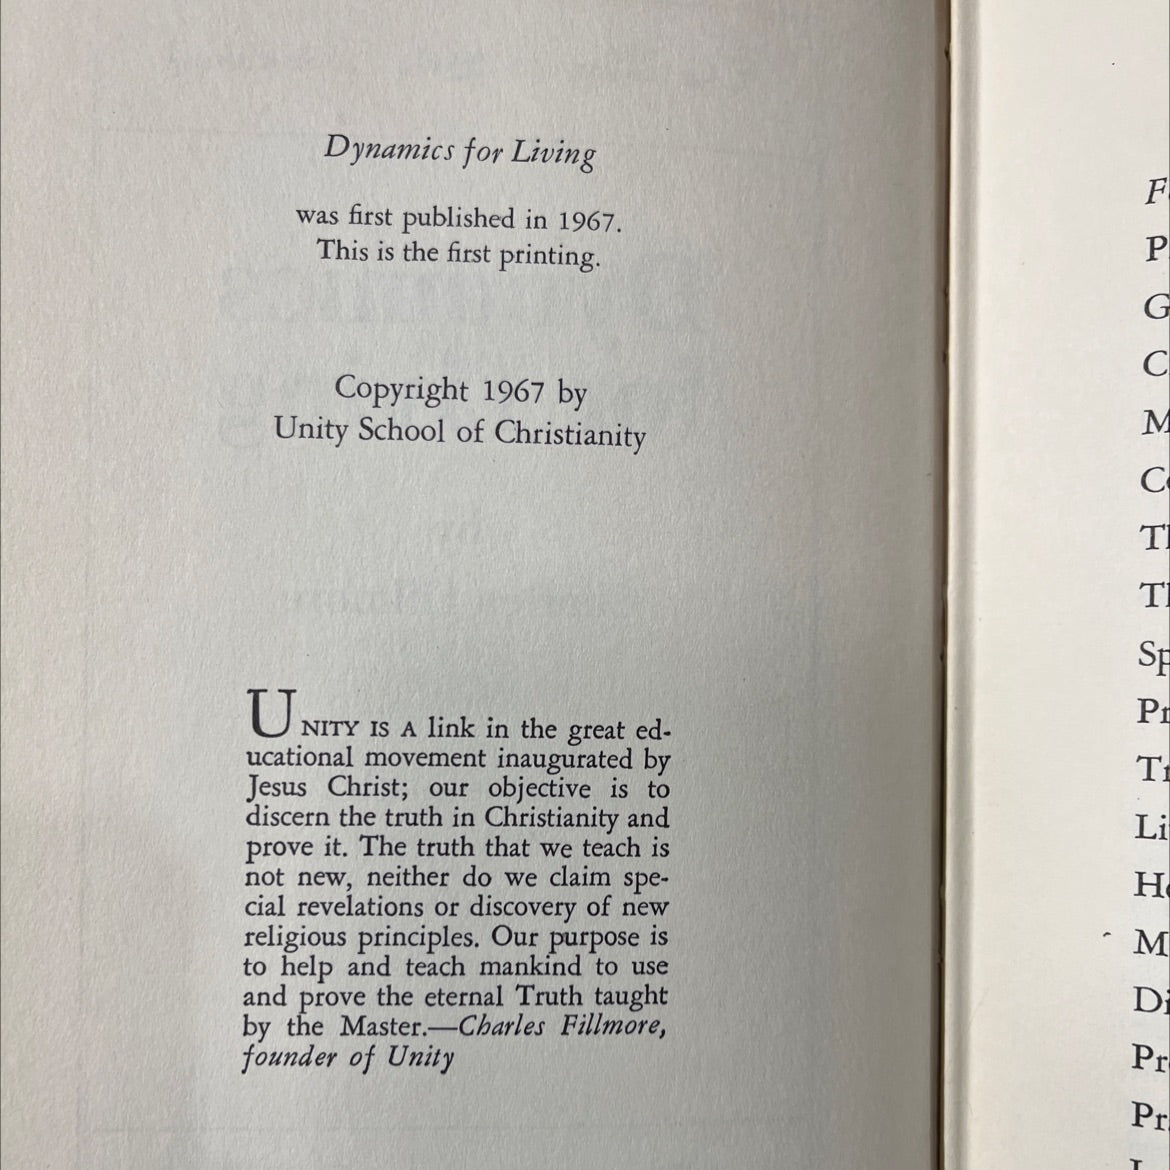 Dynamics for Living
was first published in 1967.
This is the first printing.
Copyright 1967 by
Unity School of Christianity
UNITY IS A link in the great ed-
ucational movement inaugurated by
Jesus Christ; our objective is to
discern the truth in Christianity and
prove it. The truth that we teach is
not new, neither do we claim spe-
cial revelations or discovery of new
religious principles. Our purpose is
to help and teach mankind to use
and prove the eternal Truth taught
by the Master.—Charles Fillmore,
founder of Unity